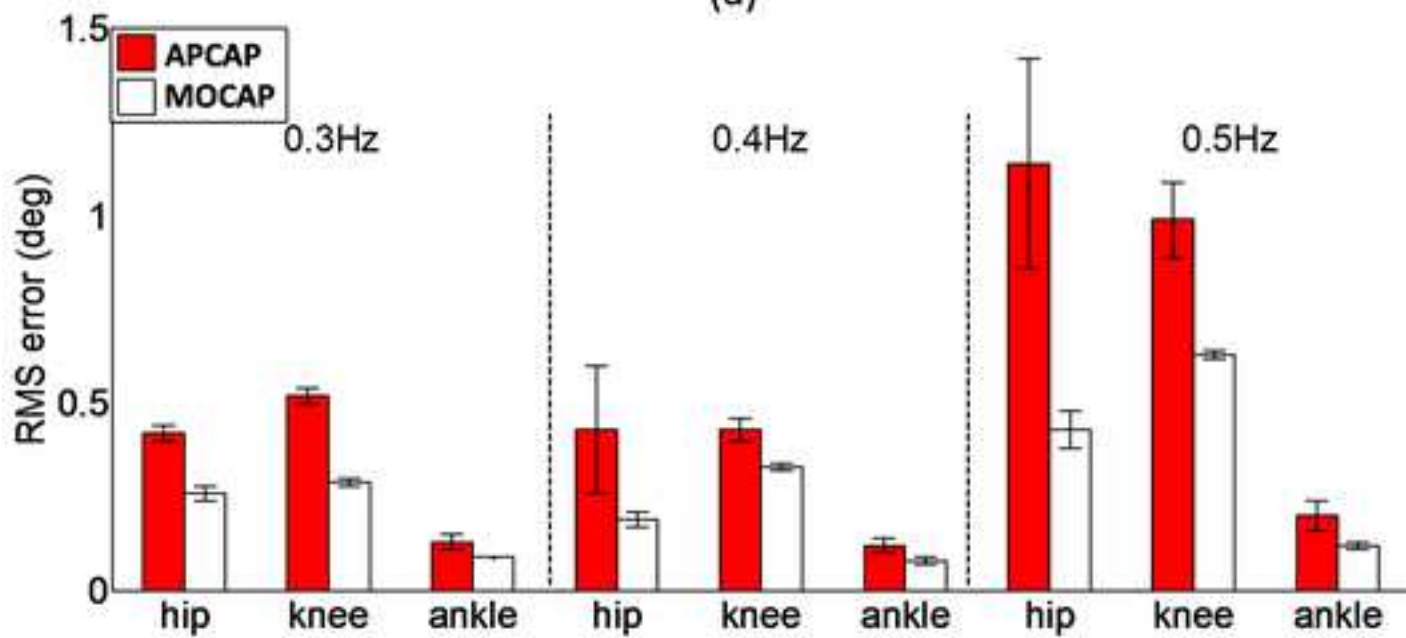 (d)
1.5
APCAP
MOCAP
0.3Hz 0.4Hz 0.5Hz
1
0.5
0
RMS error (deg)
hip knee ankle hip knee ankle hip knee ankle